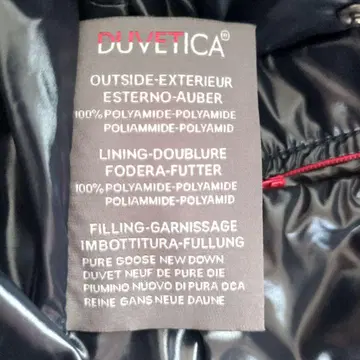 DUVETICA®
OUTSIDE-EXTERIEUR
ESTERNO-AUBER
100% POLYAMIDE-POLYAMIDE
POLIAMMIDE-POLYAMID
LINING-DOUBLURE
FODERA-FUTTER
100% POLYAMIDE-POLYAMIDE
POLIAMMIDE-POLYAMID
FILLING-GARNISSAGE
IMBOTTITURA-FULLUNG
PURE GOOSE NEW DOWN
DUVET NEUF DE PURE DIE
PIUMINO NUOVO DI PURA OCA
REINE GANS NEUE DAUNE